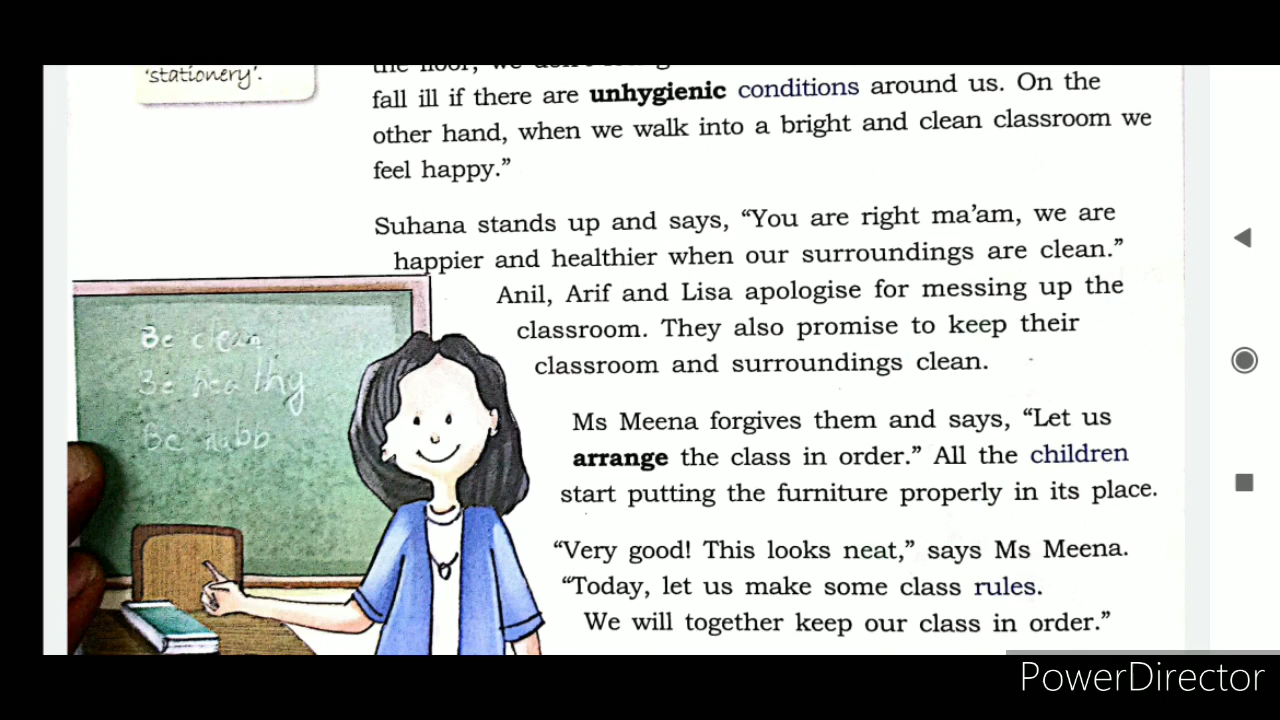 'stationery'.
fall ill if there are unhygienic conditions around us. On the
other hand, when we walk into a bright and clean classroom we
feel happy.”
Suhana stands up and says, “You are right ma’am, we are
happier and healthier when our surroundings are clean.”
Anil, Arif and Lisa apologise for messing up the
classroom. They also promise to keep their
classroom and surroundings clean.
Be clean
Be healthy
Ms Meena forgives them and says, “Let us
arrange the class in order.” All the children
start putting the furniture properly in its place.
“Very good! This looks neat,” says Ms Meena.
“Today, let us make some class rules.
We will together keep our class in order.”
PowerDirector